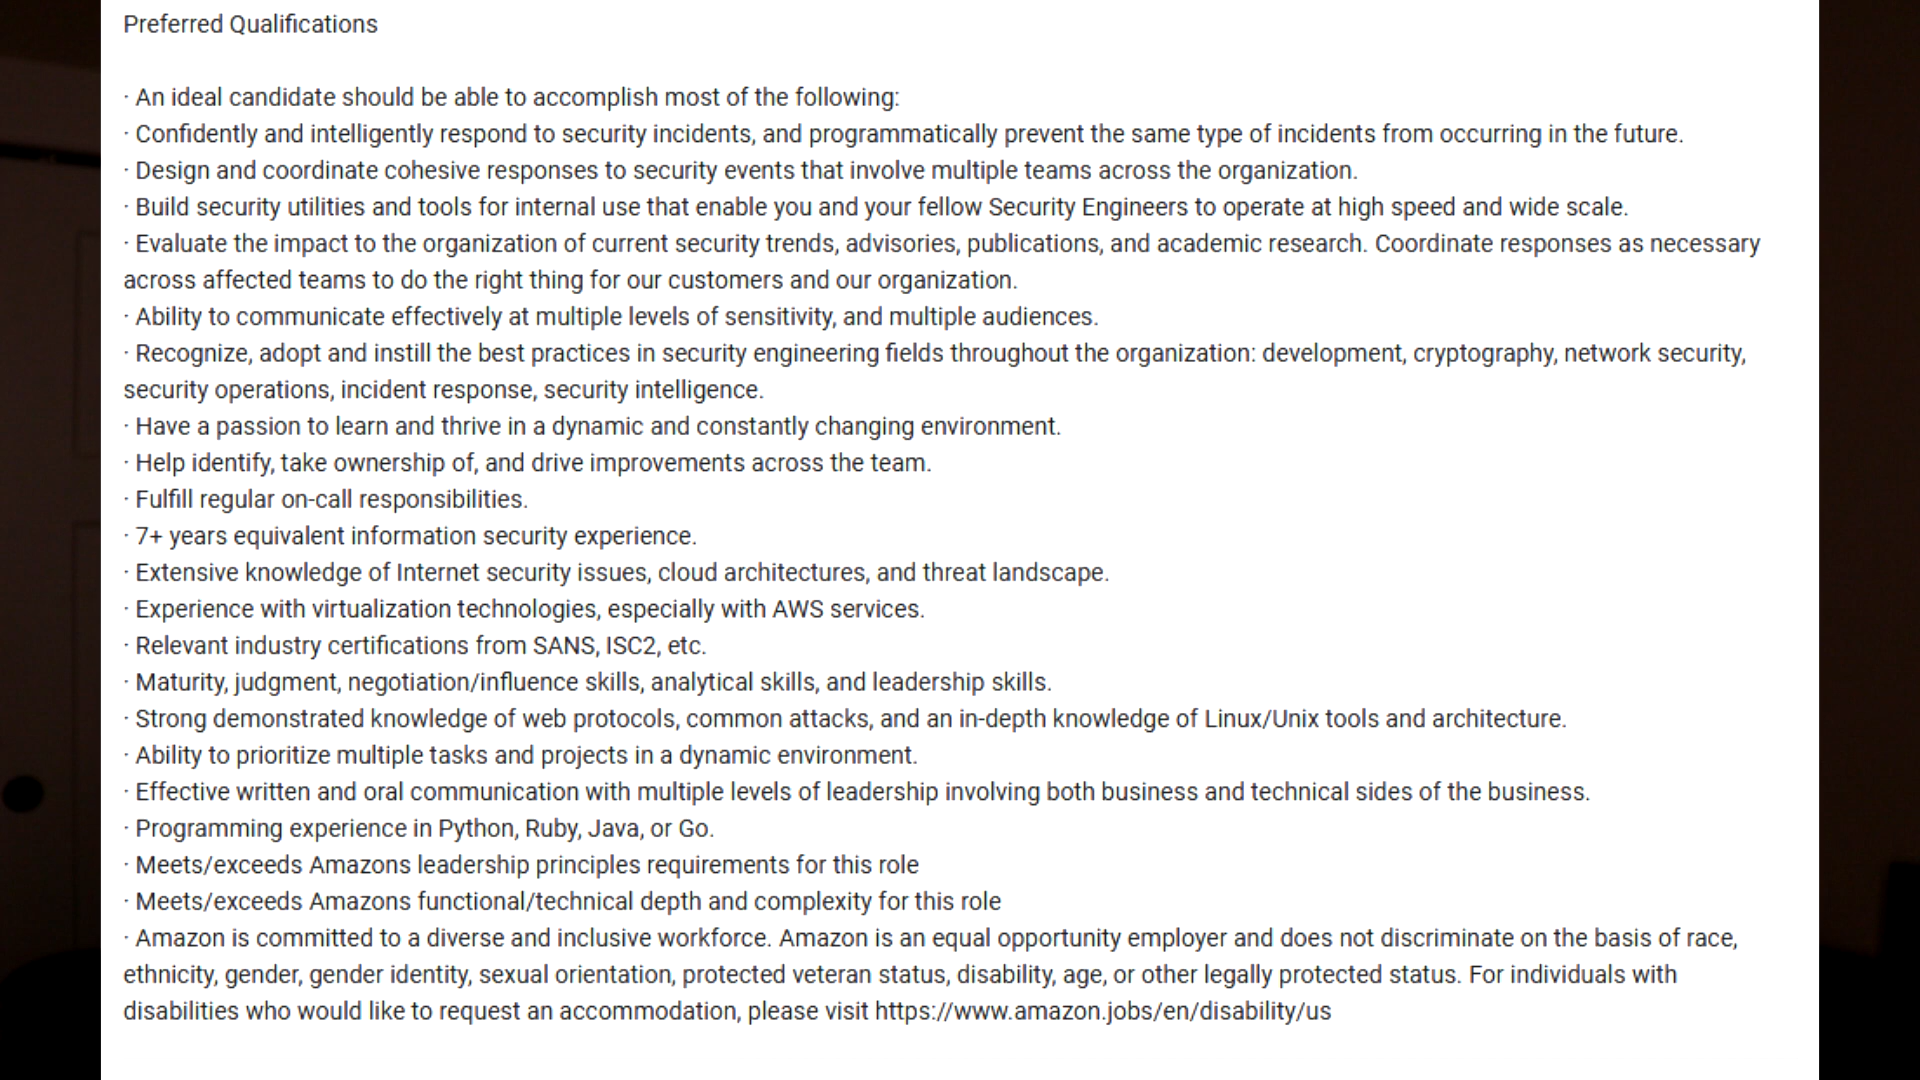 Preferred Qualifications
· An ideal candidate should be able to accomplish most of the following:
· Confidently and intelligently respond to security incidents, and programmatically prevent the same type of incidents from occurring in the future.
· Design and coordinate cohesive responses to security events that involve multiple teams across the organization.
· Build security utilities and tools for internal use that enable you and your fellow Security Engineers to operate at high speed and wide scale.
· Evaluate the impact to the organization of current security trends, advisories, publications, and academic research. Coordinate responses as necessary
across affected teams to do the right thing for our customers and our organization.
· Ability to communicate effectively at multiple levels of sensitivity, and multiple audiences.
· Recognize, adopt and instill the best practices in security engineering fields throughout the organization: development, cryptography, network security,
security operations, incident response, security intelligence.
· Have a passion to learn and thrive in a dynamic and constantly changing environment.
· Help identify, take ownership of, and drive improvements across the team.
· Fulfill regular on-call responsibilities.
· 7+ years equivalent information security experience.
· Extensive knowledge of Internet security issues, cloud architectures, and threat landscape.
· Experience with virtualization technologies, especially with AWS services.
· Relevant industry certifications from SANS, ISC2, etc.
· Maturity, judgment, negotiation/influence skills, analytical skills, and leadership skills.
· Strong demonstrated knowledge of web protocols, common attacks, and an in-depth knowledge of Linux/Unix tools and architecture.
· Ability to prioritize multiple tasks and projects in a dynamic environment.
· Effective written and oral communication with multiple levels of leadership involving both business and technical sides of the business.
· Programming experience in Python, Ruby, Java, or Go.
· Meets/exceeds Amazons leadership principles requirements for this role
· Meets/exceeds Amazons functional/technical depth and complexity for this role
· Amazon is committed to a diverse and inclusive workforce. Amazon is an equal opportunity employer and does not discriminate on the basis of race,
ethnicity, gender, gender identity, sexual orientation, protected veteran status, disability, age, or other legally protected status. For individuals with
disabilities who would like to request an accommodation, please visit https://www.amazon.jobs/en/disability/us